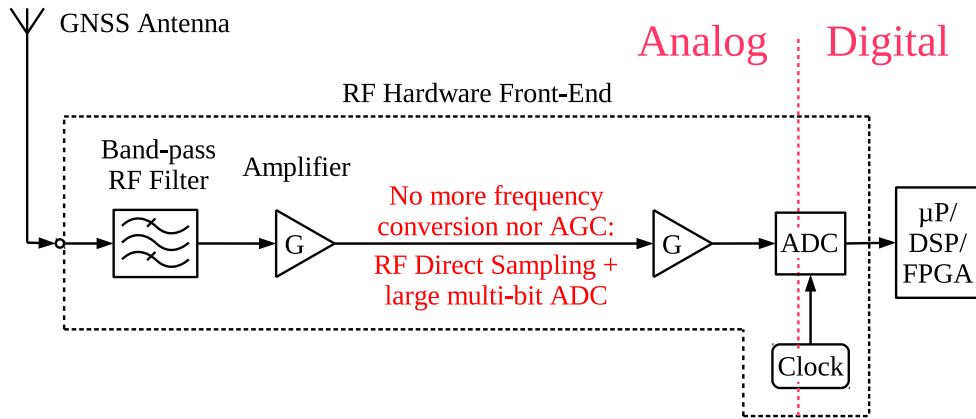 GNSS Antenna
Analog
Digital
RF Hardware Front-End
Band-pass
RF Filter
Amplifier
No more frequency
conversion nor AGC:
RF Direct Sampling +
large multi-bit ADC
G
G
ADC
µP/
DSP/
FPGA
Clock